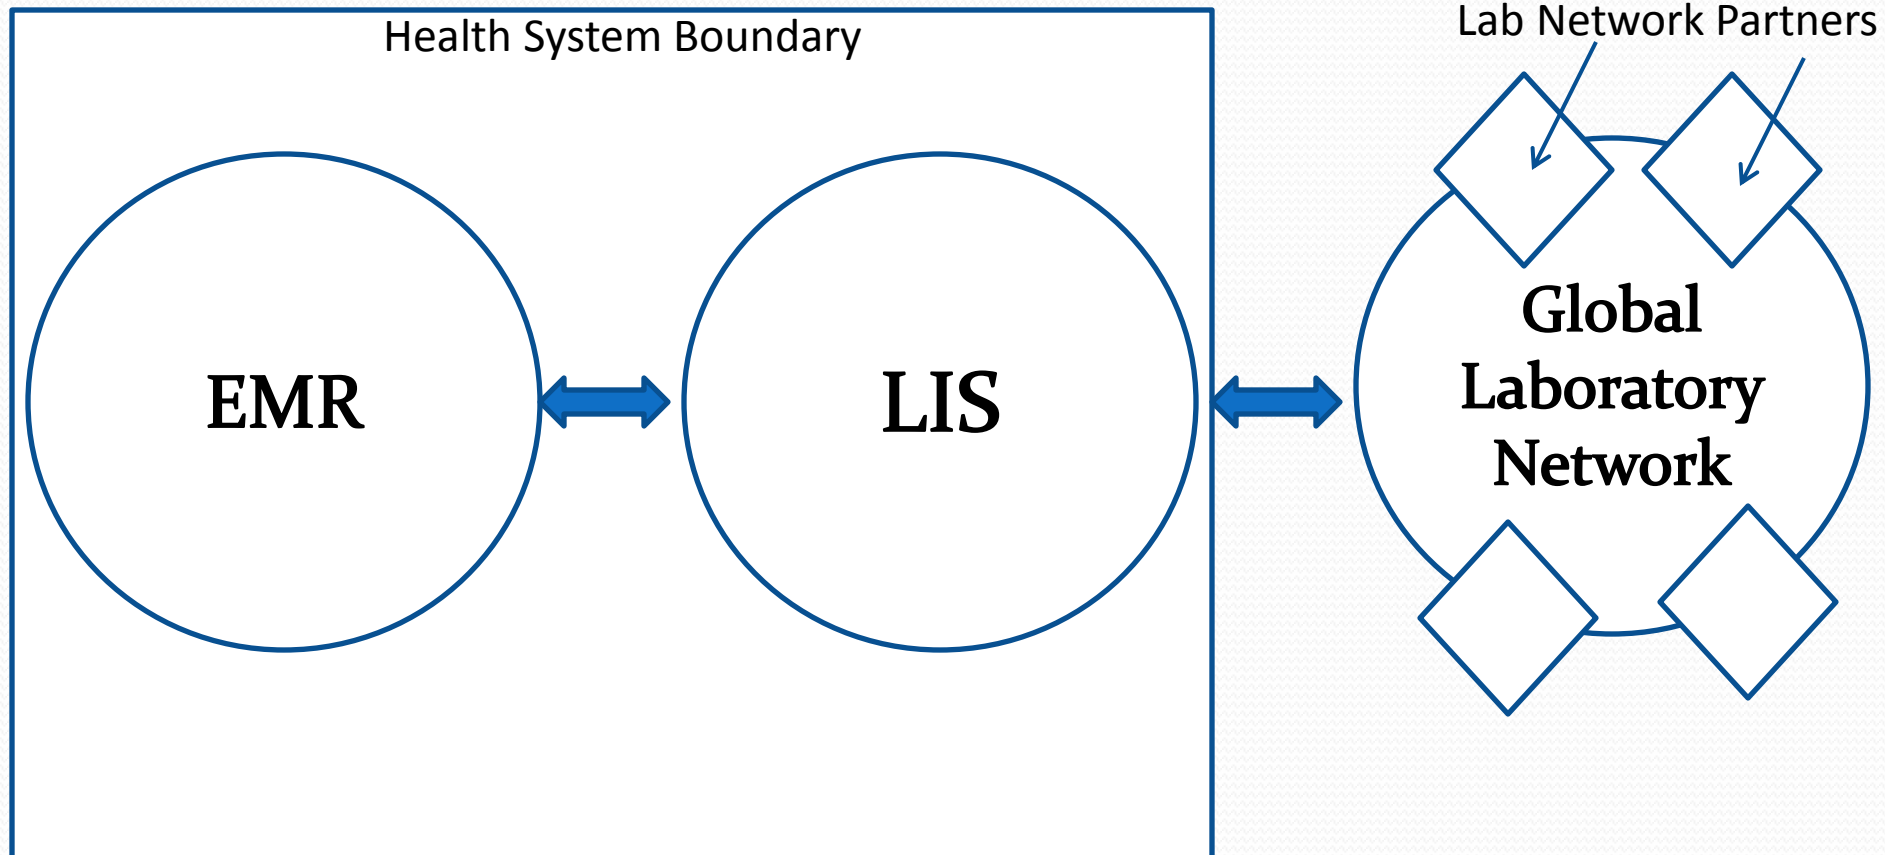 Health System Boundary
Lab Network Partners
EMR
LIS
Global
Laboratory
Network